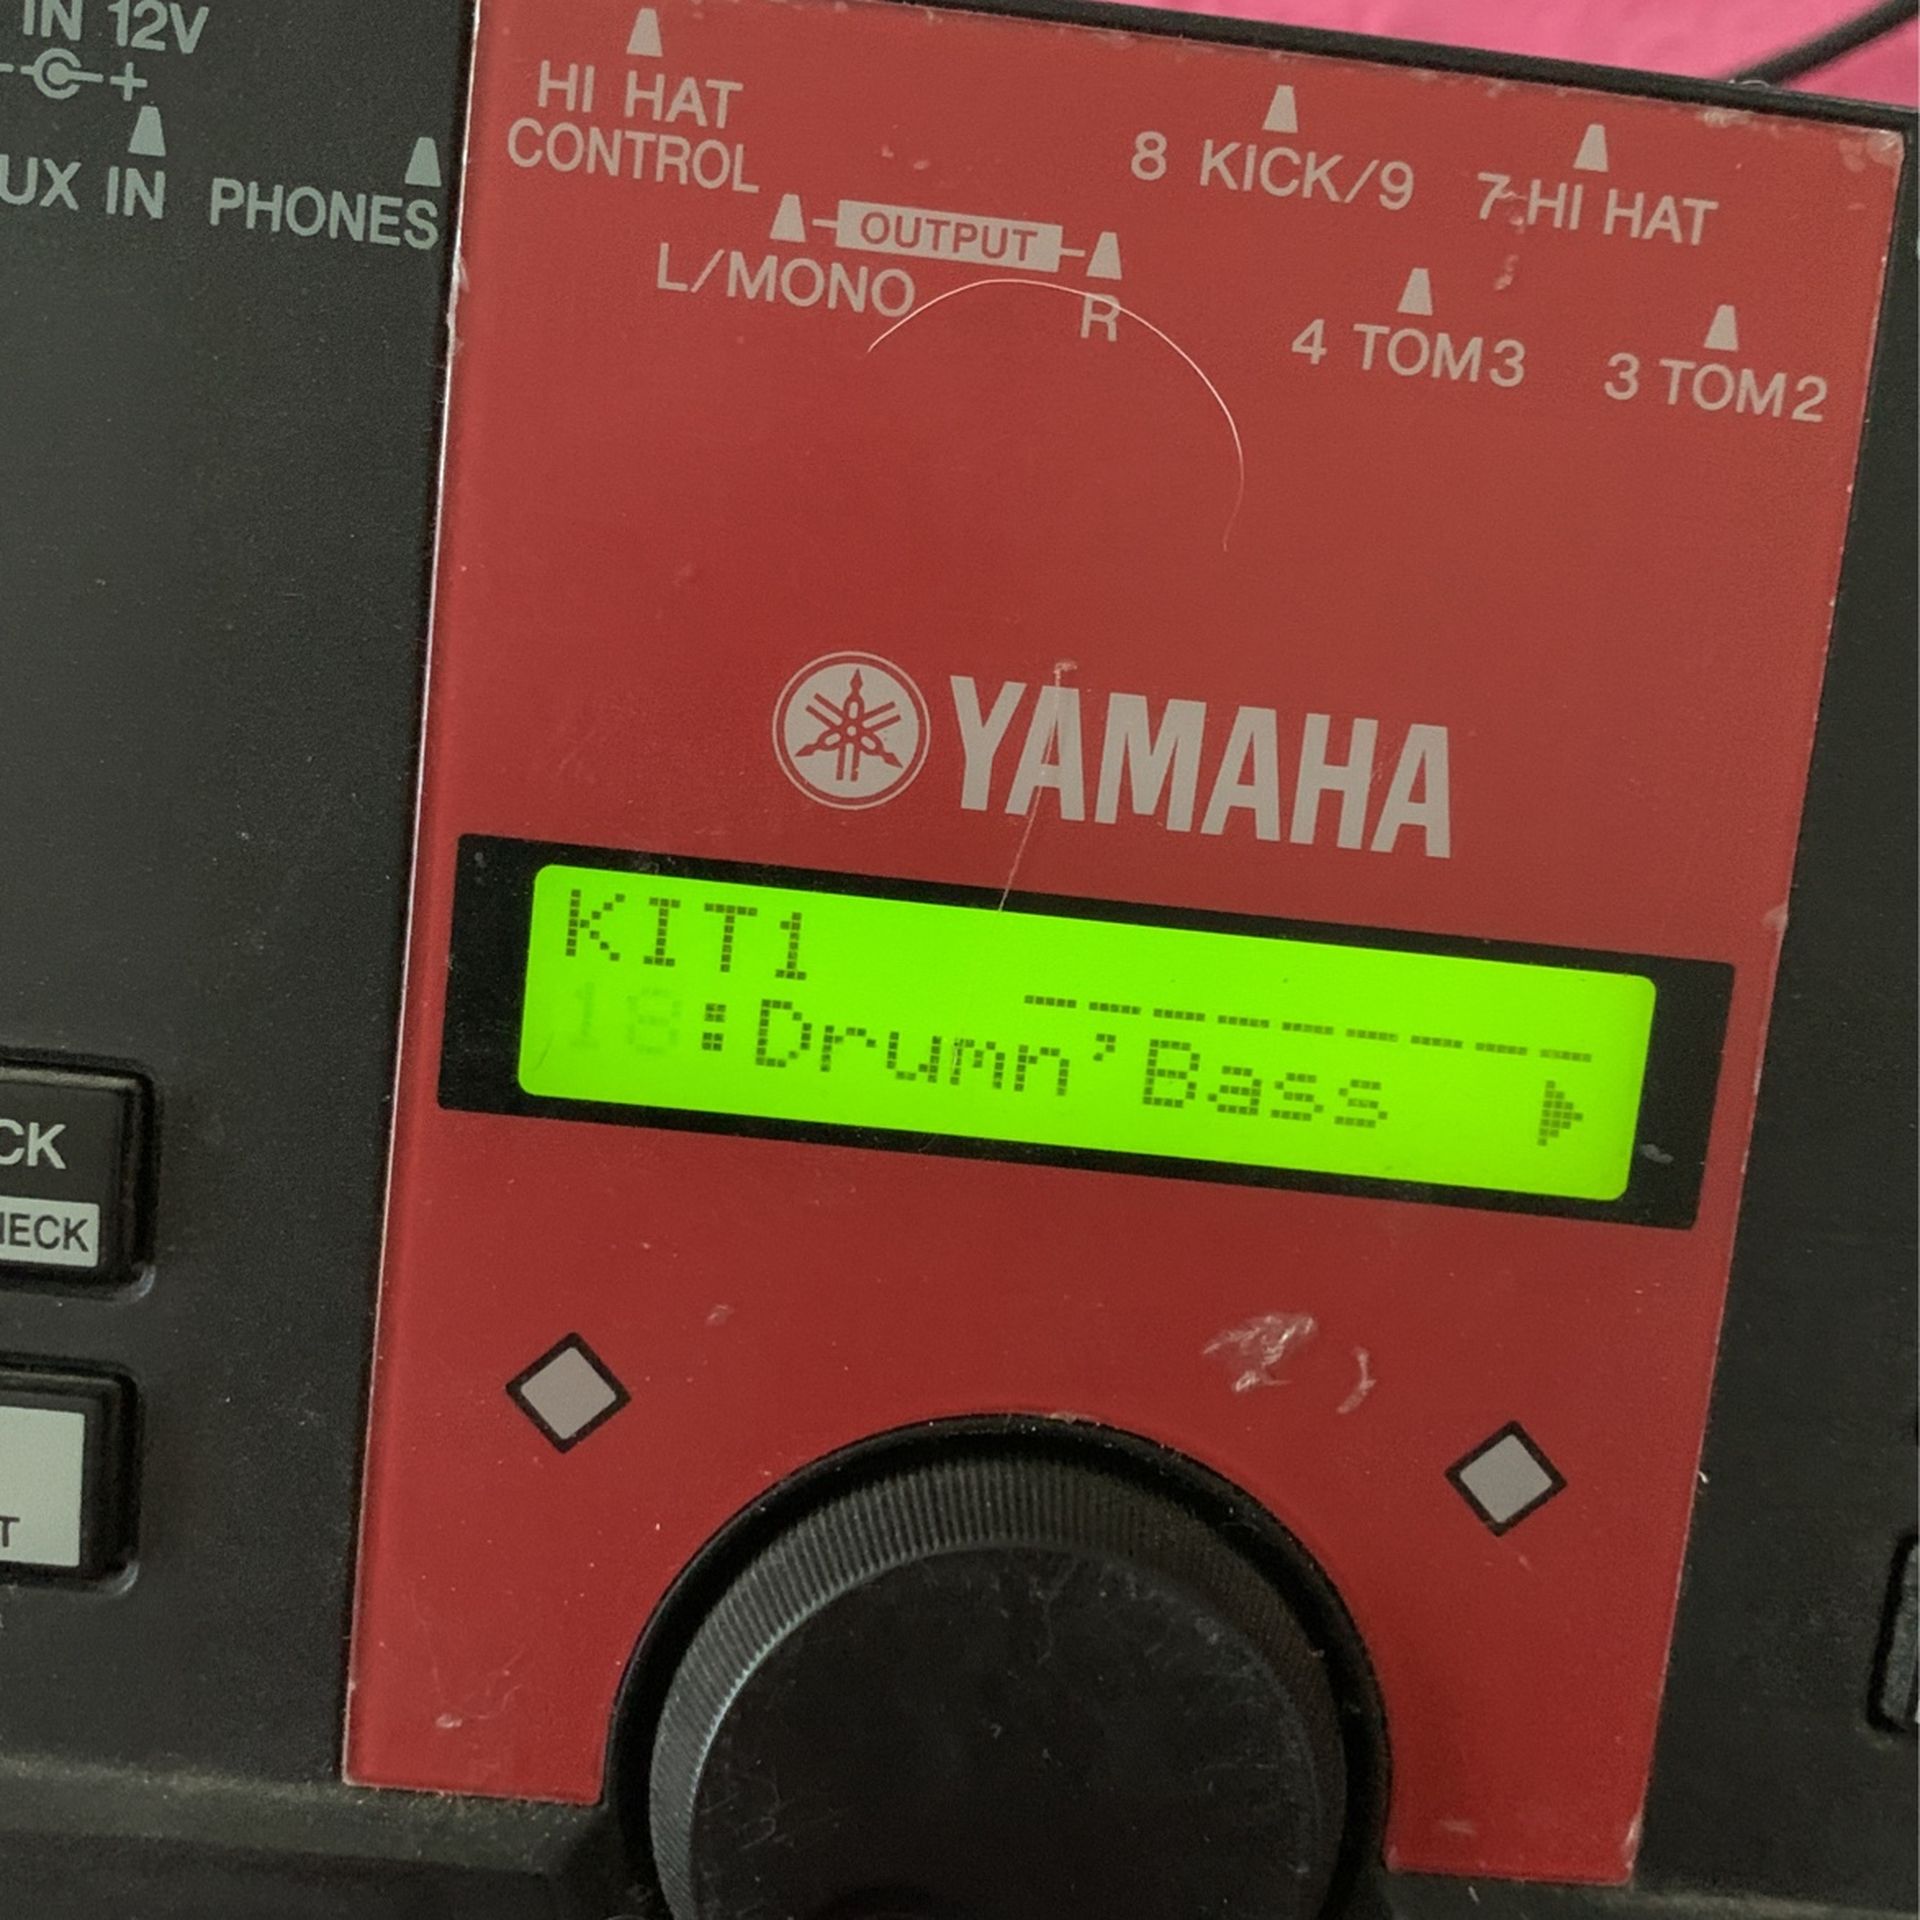 IN 12V
UX IN
PHONES
HI HAT
CONTROL
OUTPUT
L/MONO
R
8 KICK/9
7 HI HAT
4 TOM3
3 TOM2
YAMAHA
KIT1
18:Drumn'Bass
CK
HECK
T